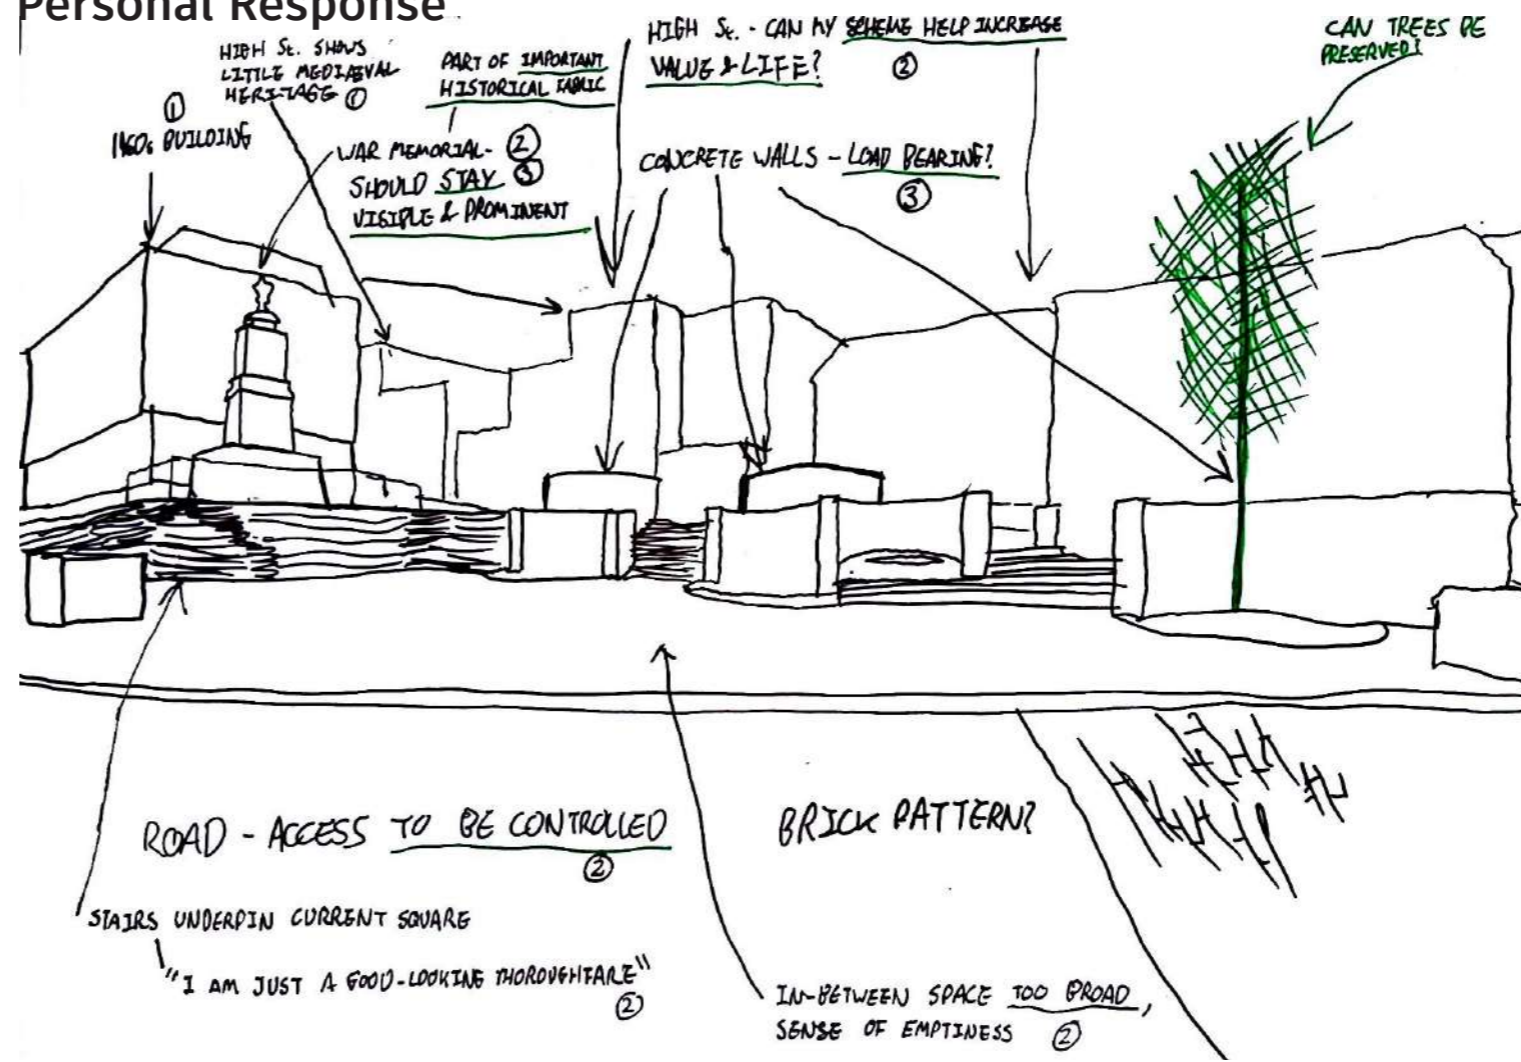 Personal Response
HIGH St. SHOWS
LITTLE MEDIAEVAL
HERITAGE ①
①
1960s BUILDING
PART OF IMPORTANT
HISTORICAL FABRIC
WAR MEMORIAL- ②
SHOULD STAY ③
VISIBLE & PROMINENT
HIGH St. - CAN MY SCHEME HELP INCREASE
VALUE & LIFE? ②
CONCRETE WALLS - LOAD BEARING?
③
CAN TREES BE
PRESERVED?
ROAD - ACCESS TO BE CONTROLLED
②
BRICK PATTERN?
STAIRS UNDERPIN CURRENT SQUARE
"I AM JUST A GOOD-LOOKING THOROUGHFARE"
②
IN-BETWEEN SPACE TOO BROAD,
SENSE OF EMPTINESS ②